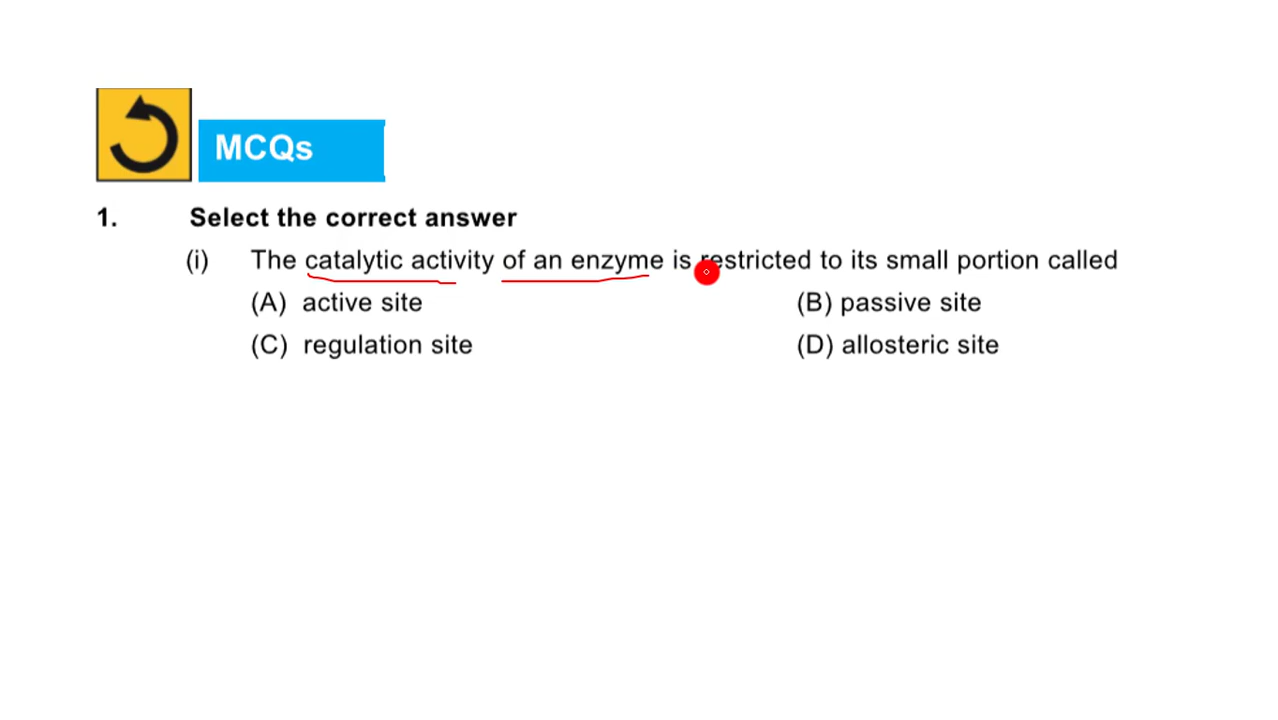 MCQs
1. Select the correct answer
(i) The catalytic activity of an enzyme is restricted to its small portion called
(A) active site (B) passive site
(C) regulation site (D) allosteric site